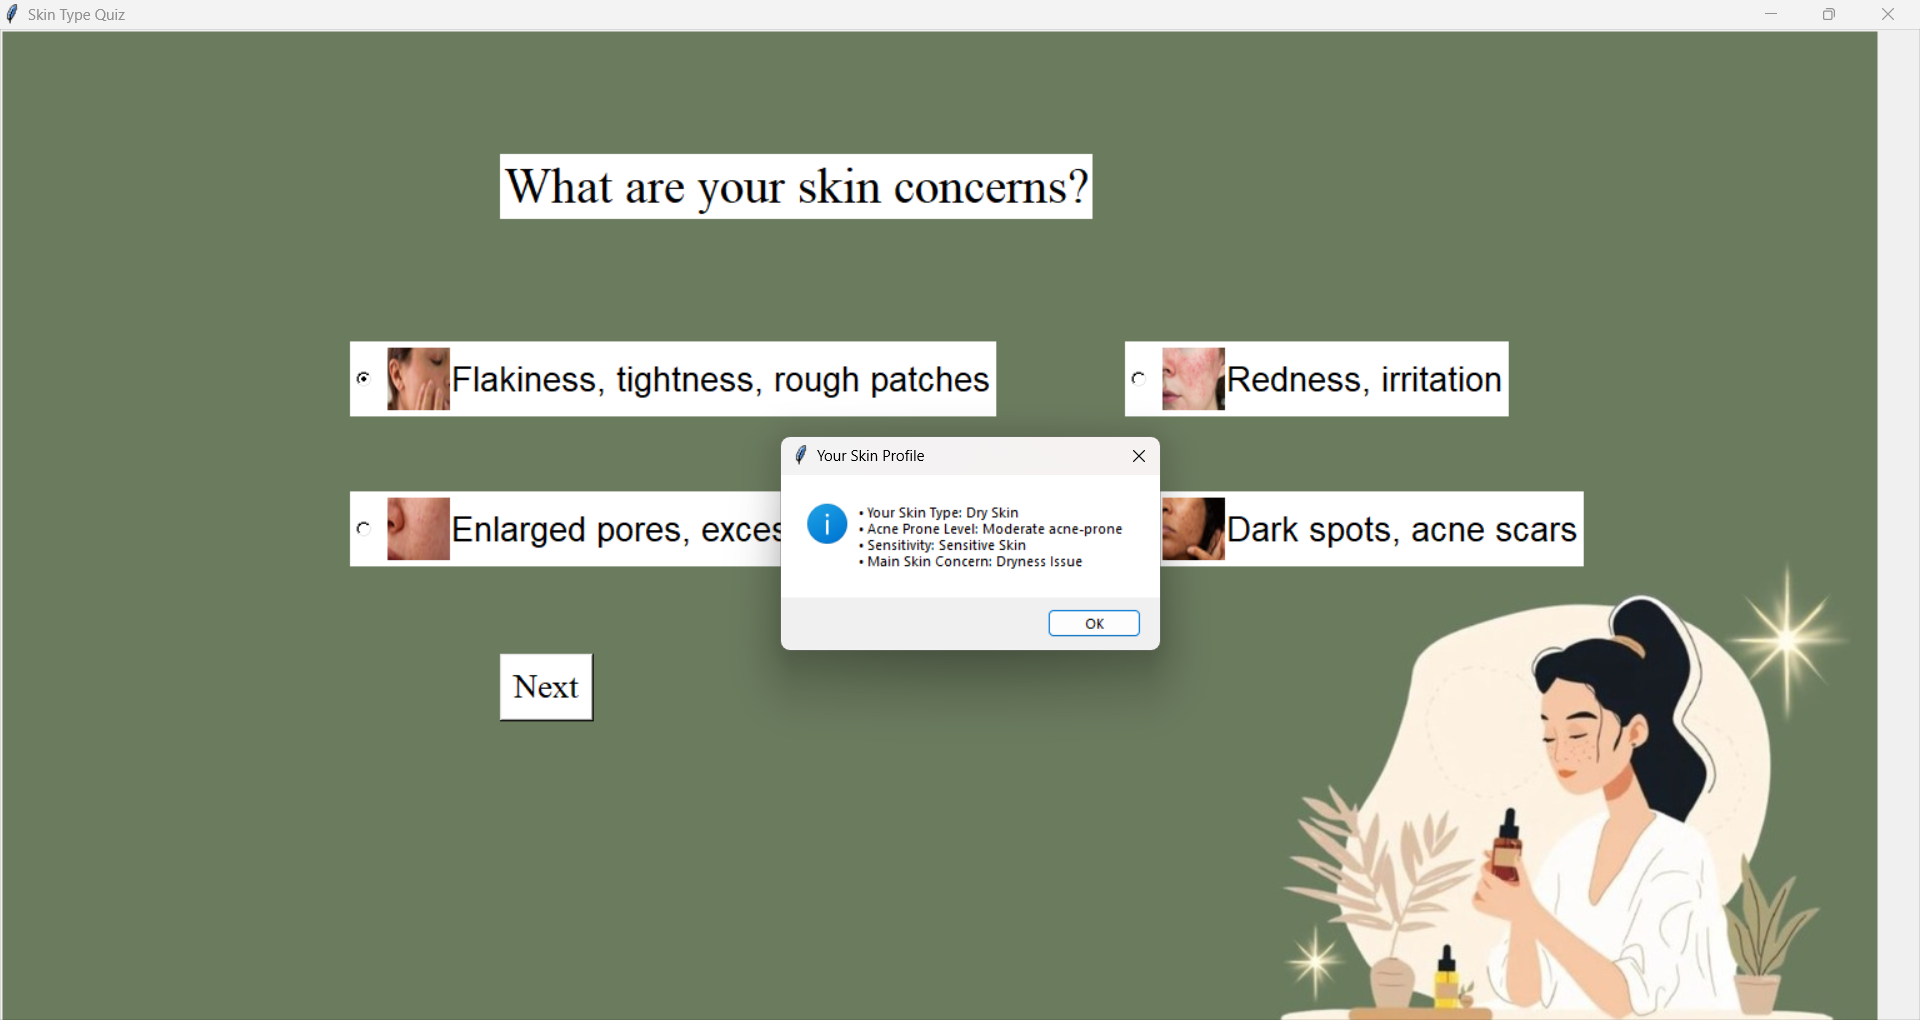 Skin Type Quiz
What are your skin concerns?
Flakiness, tightness, rough patches
Redness, irritation
Your Skin Profile
• Your Skin Type: Dry Skin
• Acne Prone Level: Moderate acne-prone
• Sensitivity: Sensitive Skin
• Main Skin Concern: Dryness Issue
OK
Enlarged pores,
Dark spots, acne scars
Next